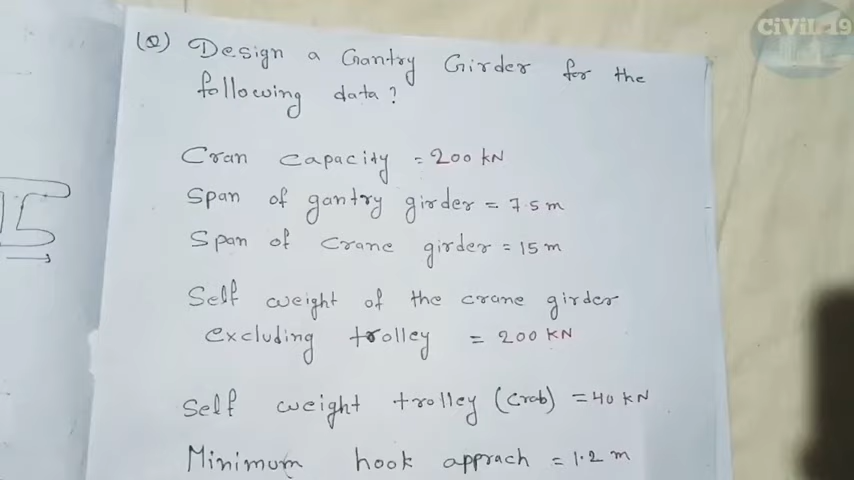 CiViL 19
(Q) Design a Gantry Girder for the
following data?
Cran capacity = 200 kN
Span of gantry girder = 7.5 m
Span of crane girder = 15 m
Self weight of the crane girder
excluding trolley = 200 KN
Self weight trolley (Crab) = 40 KN
Minimum hook apprach = 1.2 m